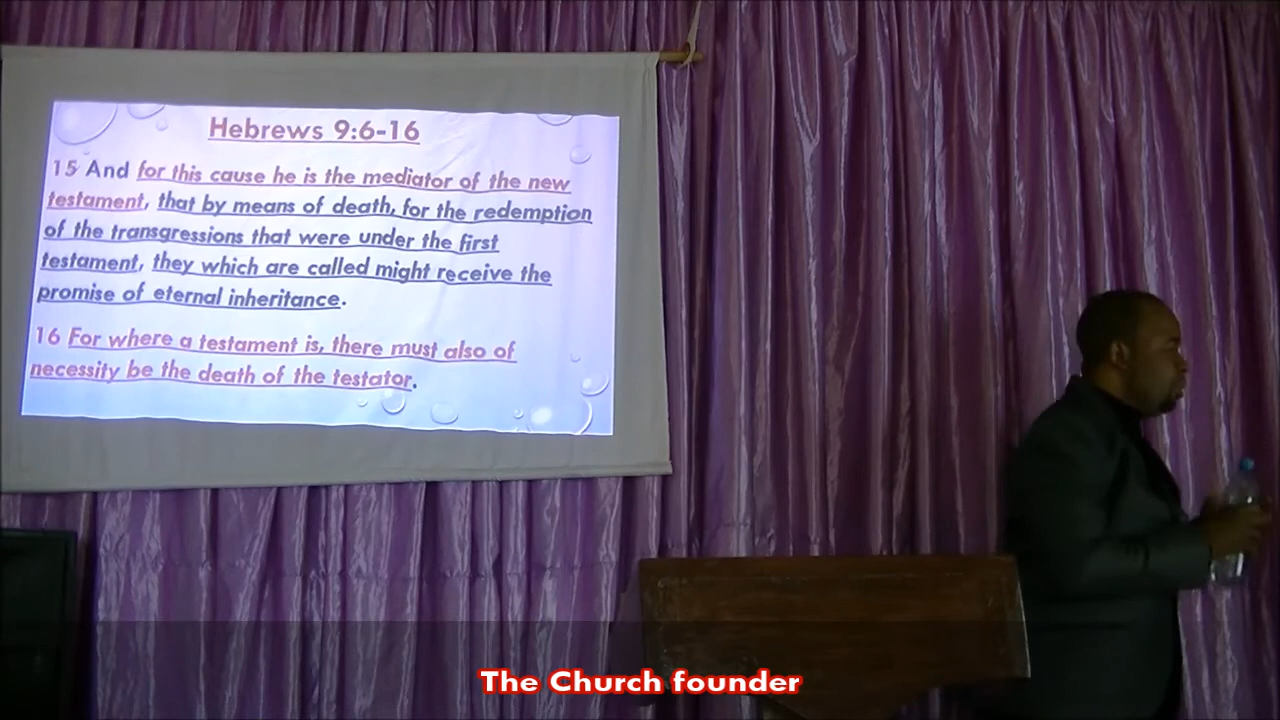 Hebrews 9:6-16
15 And for this cause he is the mediator of the new
testament, that by means of death, for the redemption
of the transgressions that were under the first
testament, they which are called might receive the
promise of eternal inheritance.
16 For where a testament is, there must also of
necessity be the death of the testator.
The Church founder